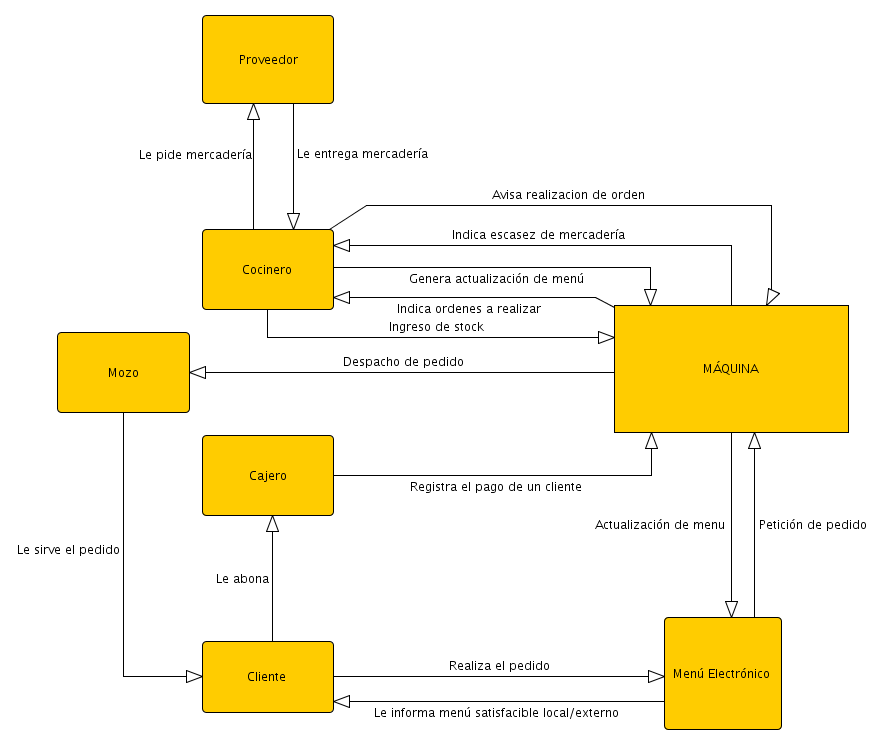 Proveedor
Le pide mercadería
Le entrega mercadería
Avisa realizacion de orden
Indica escasez de mercadería
Cocinero
Genera actualización de menú
Indica ordenes a realizar
Ingreso de stock
Despacho de pedido
Mozo
MÁQUINA
Cajero
Registra el pago de un cliente
Actualización de menu
Petición de pedido
Le sirve el pedido
Le abona
Realiza el pedido
Cliente
Menú Electrónico
Le informa menú satisfacible local/externo